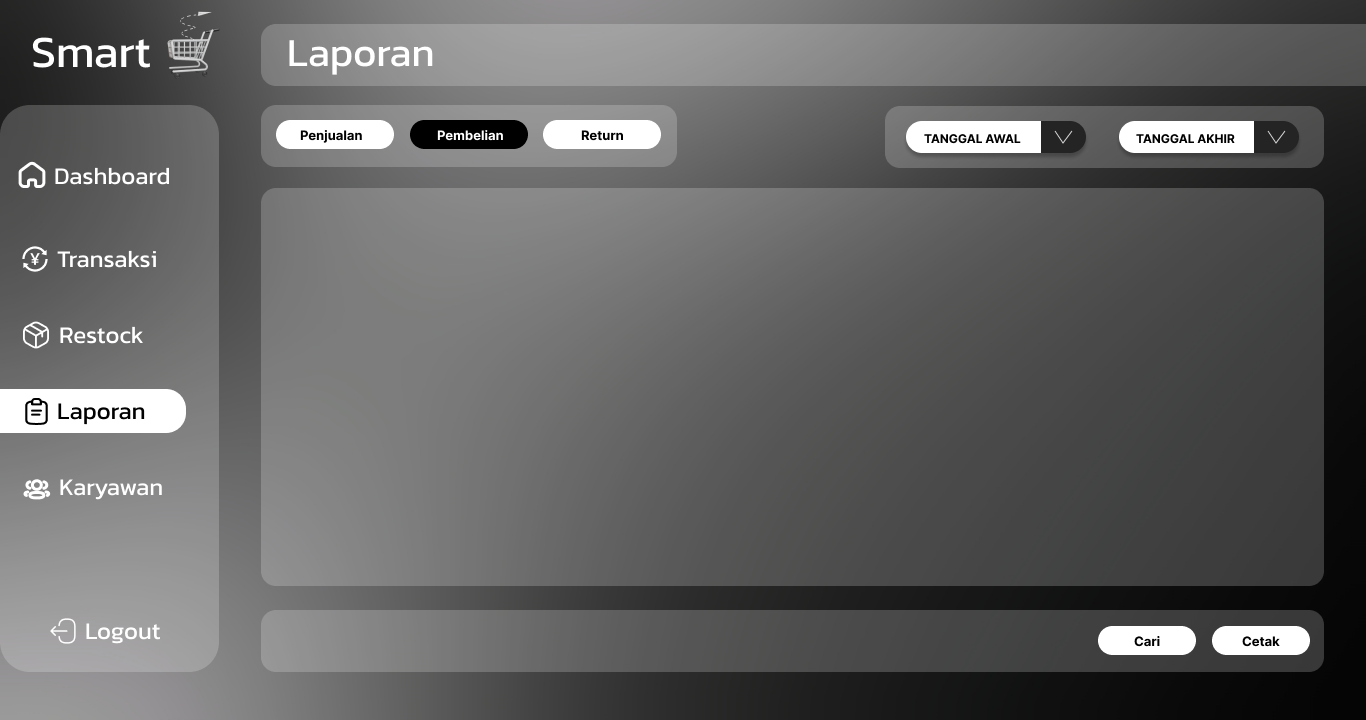 Smart
Laporan
Penjualan
Pembelian
Return
TANGGAL AWAL
TANGGAL AKHIR
Dashboard
Transaksi
Restock
Laporan
Karyawan
Logout
Cari
Cetak